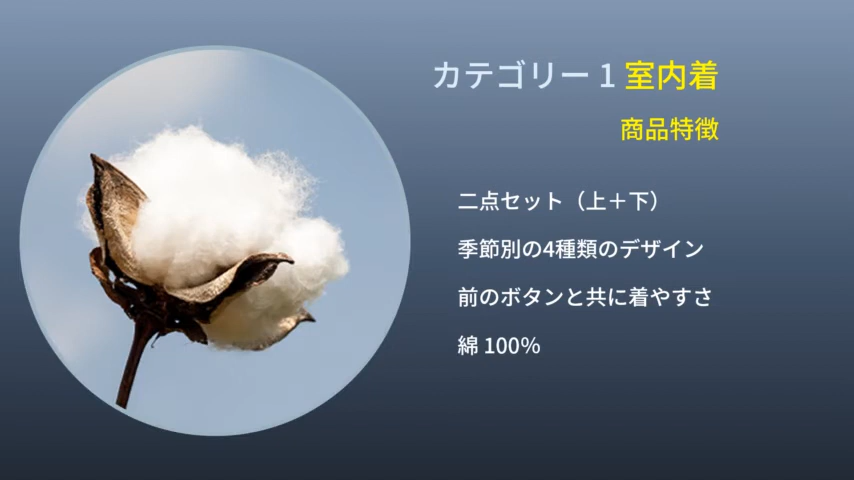 カテゴリー 1 室内着
商品特徴
二点セット（上＋下）
季節別の4種類のデザイン
前のボタンと共に着やすさ
綿 100%